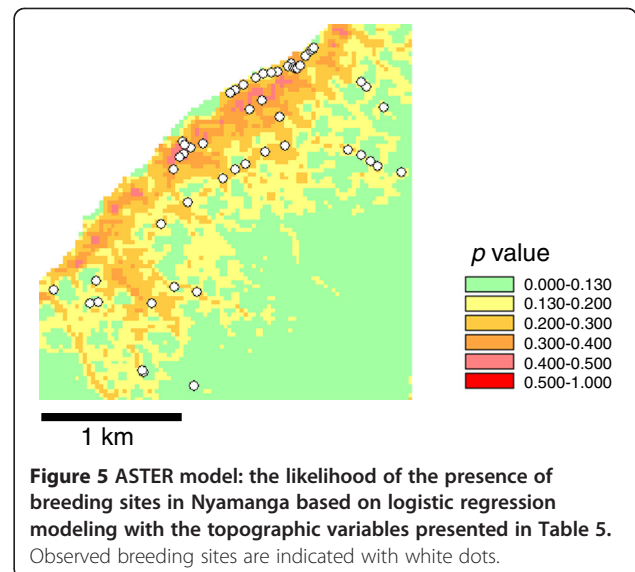 p value
0.000-0.130
0.130-0.200
0.200-0.300
0.300-0.400
0.400-0.500
0.500-1.000
1 km
Figure 5 ASTER model: the likelihood of the presence of
breeding sites in Nyamanga based on logistic regression
modeling with the topographic variables presented in Table 5.
Observed breeding sites are indicated with white dots.